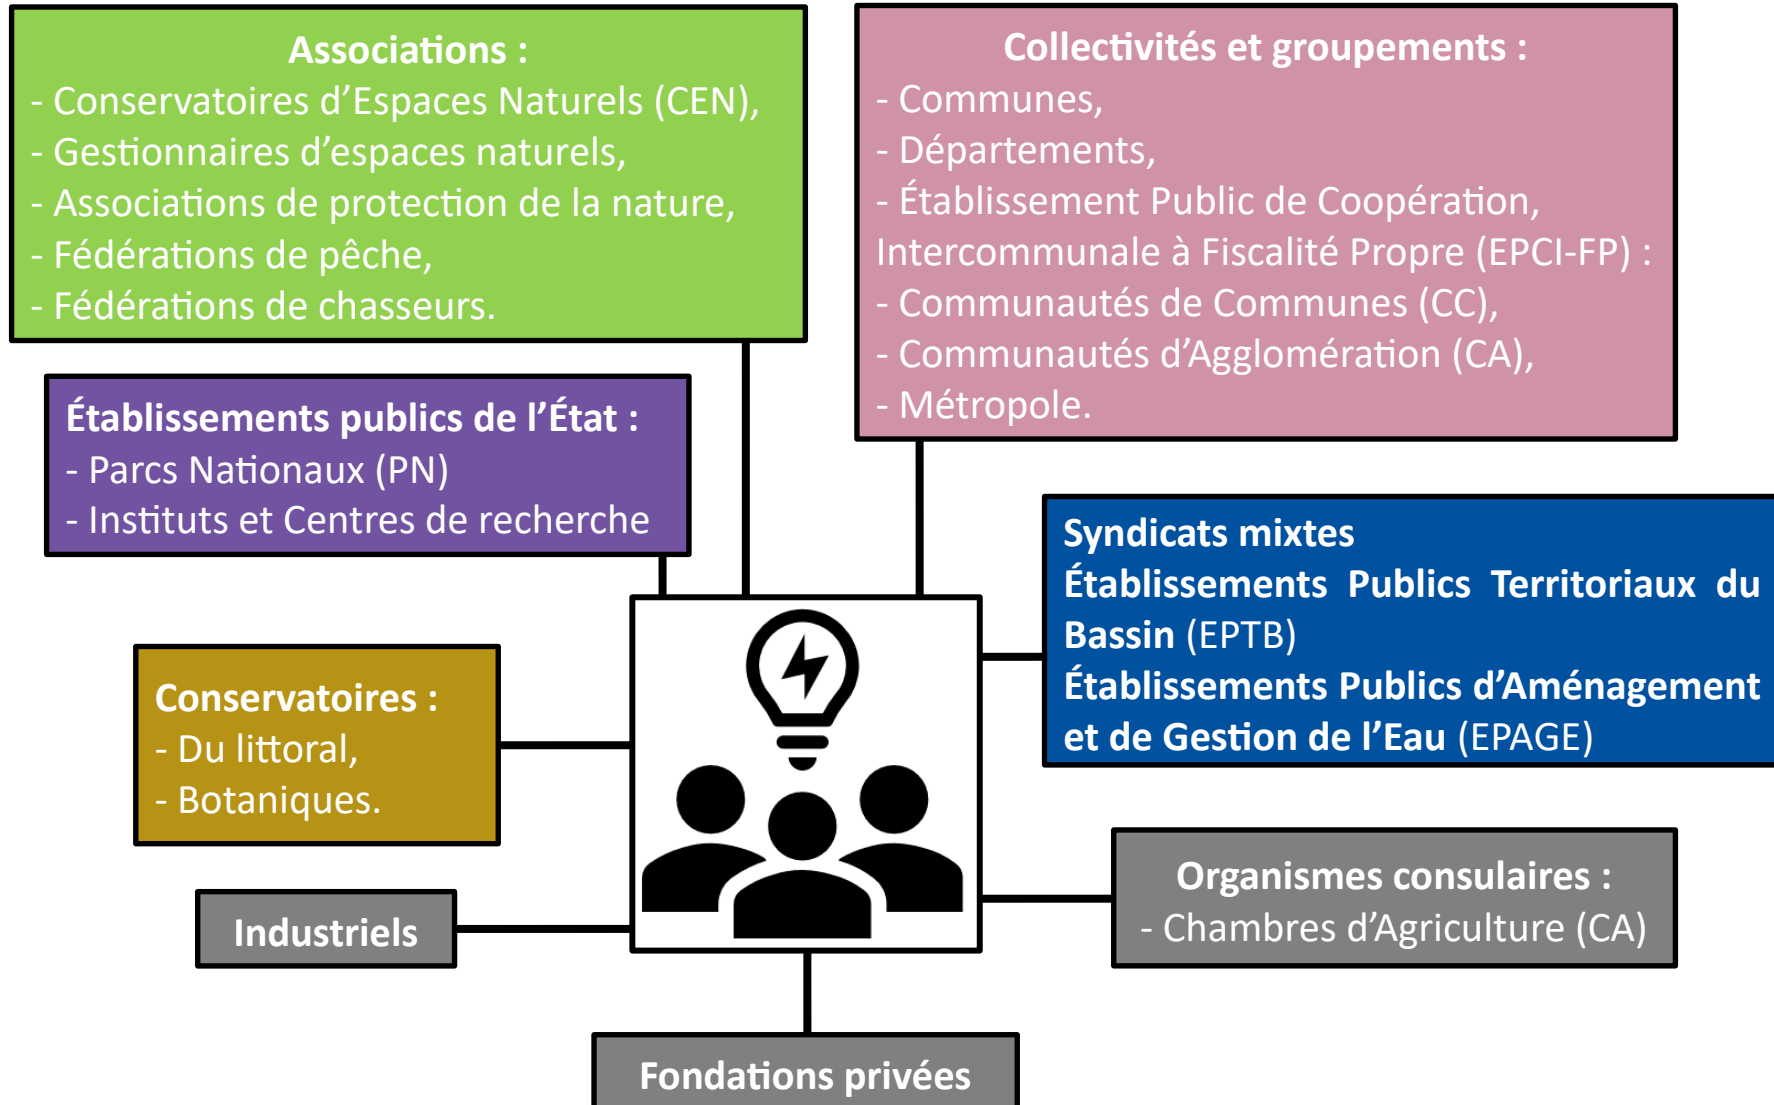 Associations :
- Conservatoires d’Espaces Naturels (CEN),
- Gestionnaires d’espaces naturels,
- Associations de protection de la nature,
- Fédérations de pêche,
- Fédérations de chasseurs.
Collectivités et groupements :
- Communes,
- Départements,
- Établissement Public de Coopération,
Intercommunale à Fiscalité Propre (EPCI-FP) :
- Communautés de Communes (CC),
- Communautés d’Agglomération (CA),
- Métropole.
Établissements publics de l’État :
- Parcs Nationaux (PN)
- Instituts et Centres de recherche
Syndicats mixtes
Établissements Publics Territoriaux du
Bassin (EPTB)
Établissements Publics d’Aménagement
et de Gestion de l’Eau (EPAGE)
Conservatoires :
- Du littoral,
- Botaniques.
Organismes consulaires :
- Chambres d’Agriculture (CA)
Industriels
Fondations privées